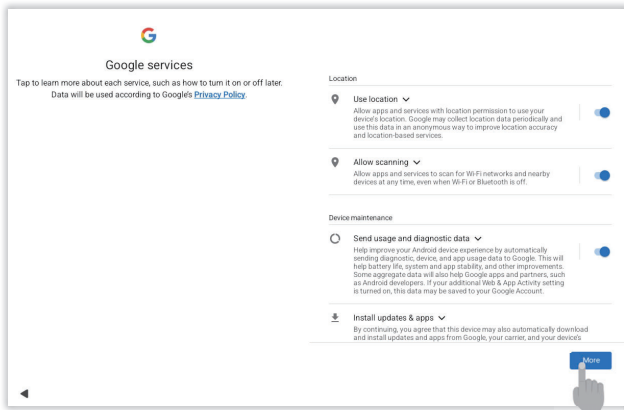 G
Google services
Tap to learn more about each service, such as how to turn it on or off later.
Data will be used according to Google's Privacy Policy.
Location
Use location
Allow apps and services with location permission to use your
device's location. Google may collect location data periodically and
use this data in an anonymous way to improve location accuracy
and location-based services.
Allow scanning
Allow apps and services to scan for Wi-Fi networks and nearby
devices at any time, even when Wi-Fi or Bluetooth is off.
Device maintenance
Send usage and diagnostic data
Help improve your Android device experience by automatically
sending diagnostic, device, and app usage data to Google. This will
help battery life, system and app stability, and other improvements.
Some aggregate data will also help Google apps and partners, such
as Android developers. If your additional Web & App Activity setting
is turned on, this data may be saved to your Google Account.
Install updates & apps
By continuing, you agree that this device may also automatically download
and install updates and apps from Google, your carrier, and your device's
More